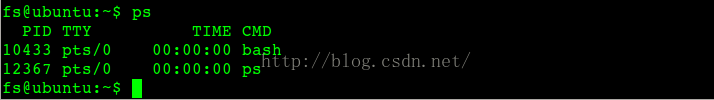 fs@ubuntu:~$ ps
  PID TTY          TIME CMD
10433 pts/0    00:00:00 bash
12367 pts/0    00:00:00 ps
http://blog.csdn.net/
fs@ubuntu:~$